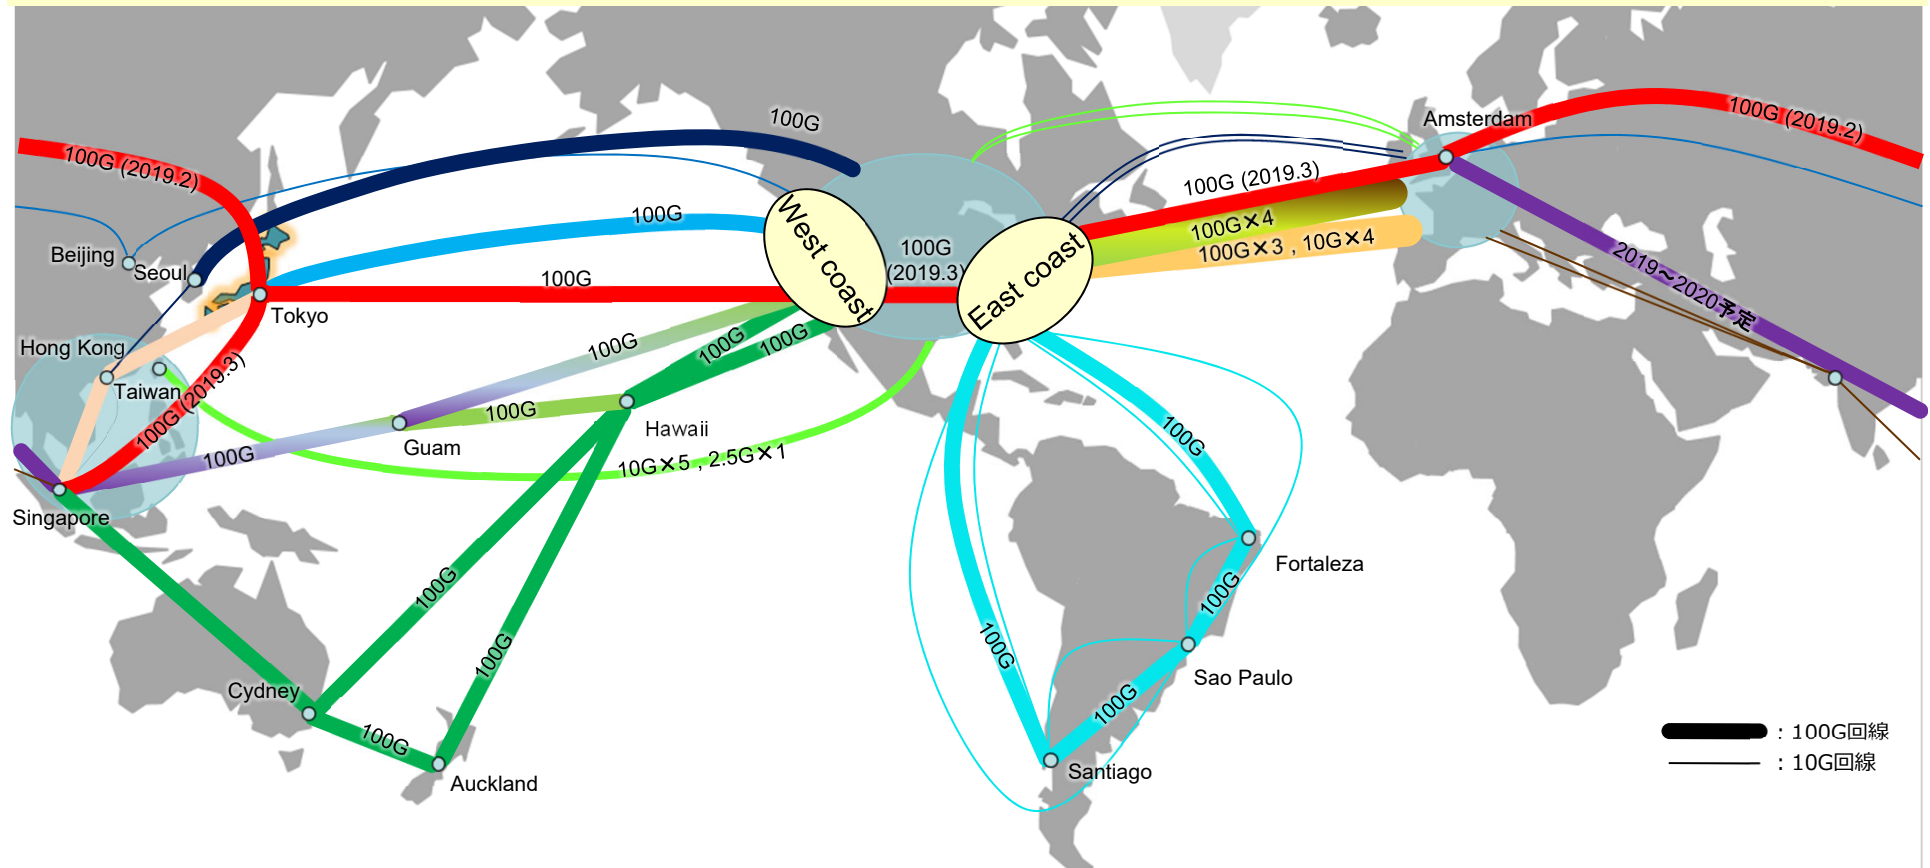 100G
100G (2019.2)
Amsterdam
100G (2019.2)
100G (2019.3)
100G
100G×4
100G×3 , 10G×4
West coast
100G
(2019.3)
East coast
Beijing
Seoul
100G
Tokyo
2019～2020予定
Hong Kong
Taiwan
100G (2019.3)
100G
100G
100G
100G
Guam
Hawaii
100G
10G×5 , 2.5G×1
100G
Singapore
Fortaleza
100G
100G
100G
100G
Sao Paulo
Cydney
100G
100G
Auckland
Santiago
：100G回線
：10G回線